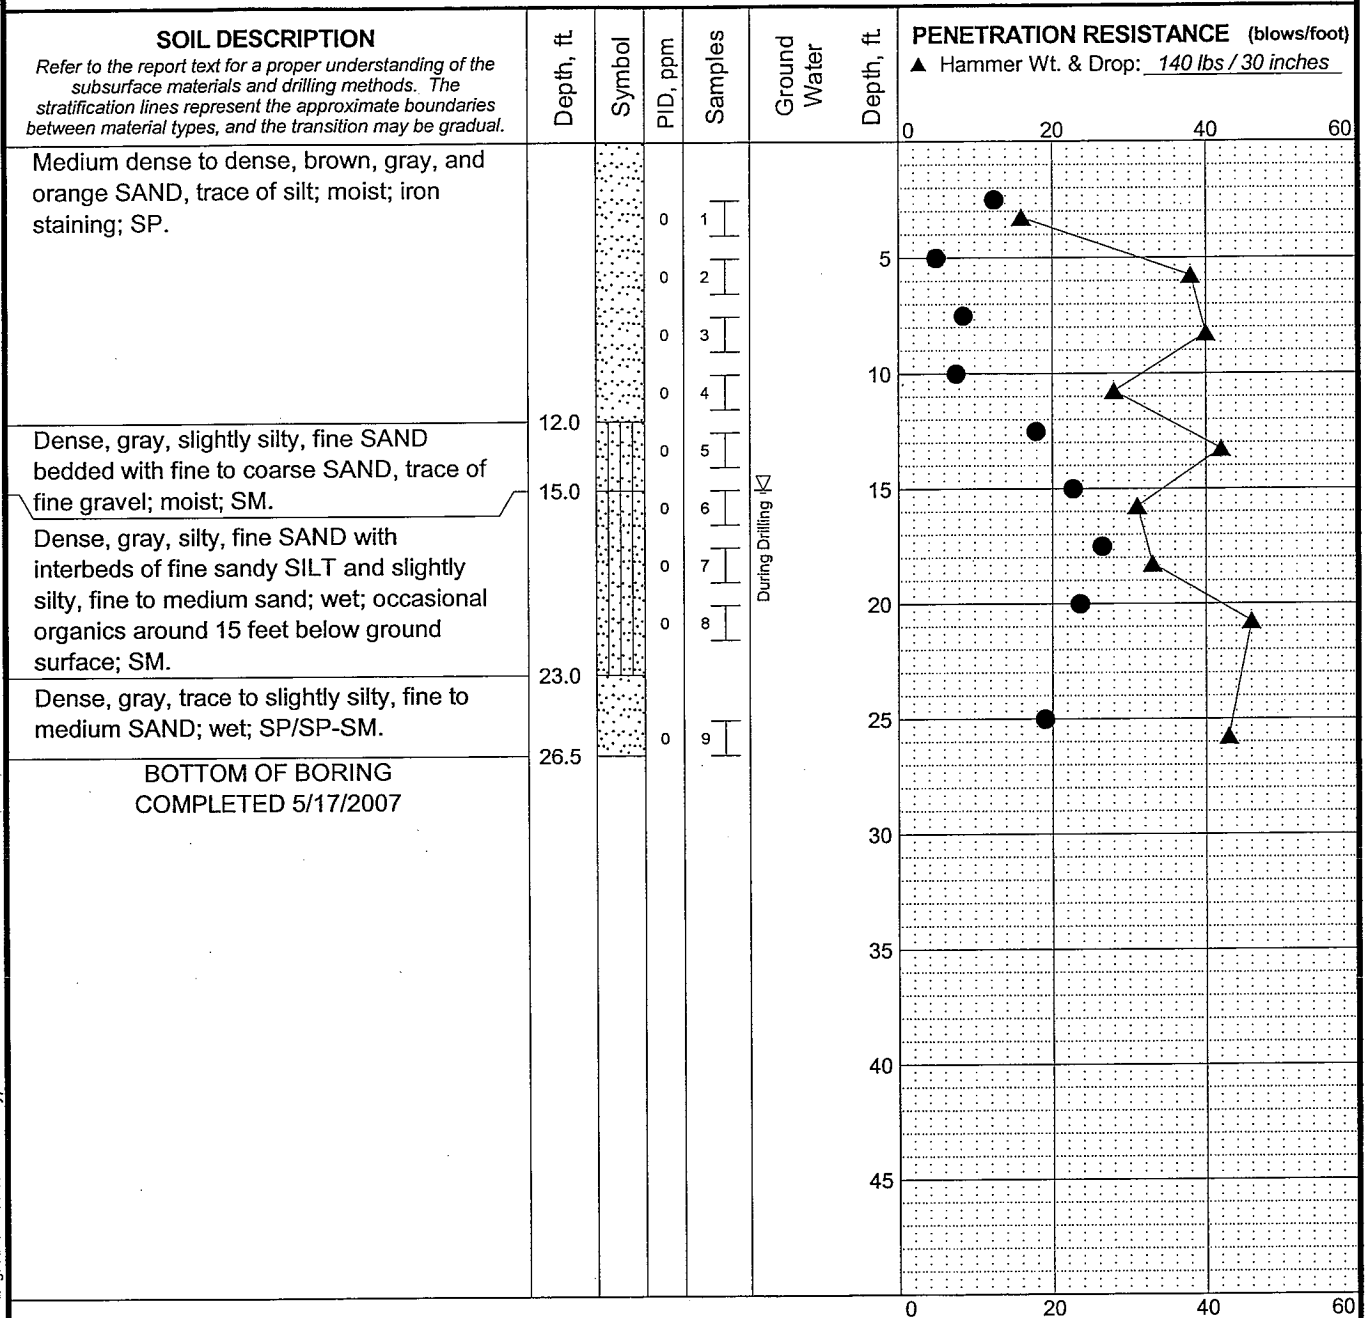 SOIL DESCRIPTION
Refer to the report text for a proper understanding of the
subsurface materials and drilling methods. The
stratification lines represent the approximate boundaries
between material types, and the transition may be gradual.
Depth, ft.
Symbol
PID, ppm
Samples
Ground
Water
Depth, ft.
PENETRATION RESISTANCE (blows/foot)
▲ Hammer Wt. & Drop: 140 lbs / 30 inches
0 20 40 60
Medium dense to dense, brown, gray, and
orange SAND, trace of silt; moist; iron
staining; SP.
0 1
0 2
0 3
0 4
12.0
Dense, gray, slightly silty, fine SAND
bedded with fine to coarse SAND, trace of
fine gravel; moist; SM.
0 5
15.0
0 6
Dense, gray, silty, fine SAND with
interbeds of fine sandy SILT and slightly
silty, fine to medium sand; wet; occasional
organics around 15 feet below ground
surface; SM.
0 7
0 8
23.0
Dense, gray, trace to slightly silty, fine to
medium SAND; wet; SP/SP-SM.
0 9
26.5
BOTTOM OF BORING
COMPLETED 5/17/2007
During Drilling
5
10
15
20
25
30
35
40
45
0 20 40 60